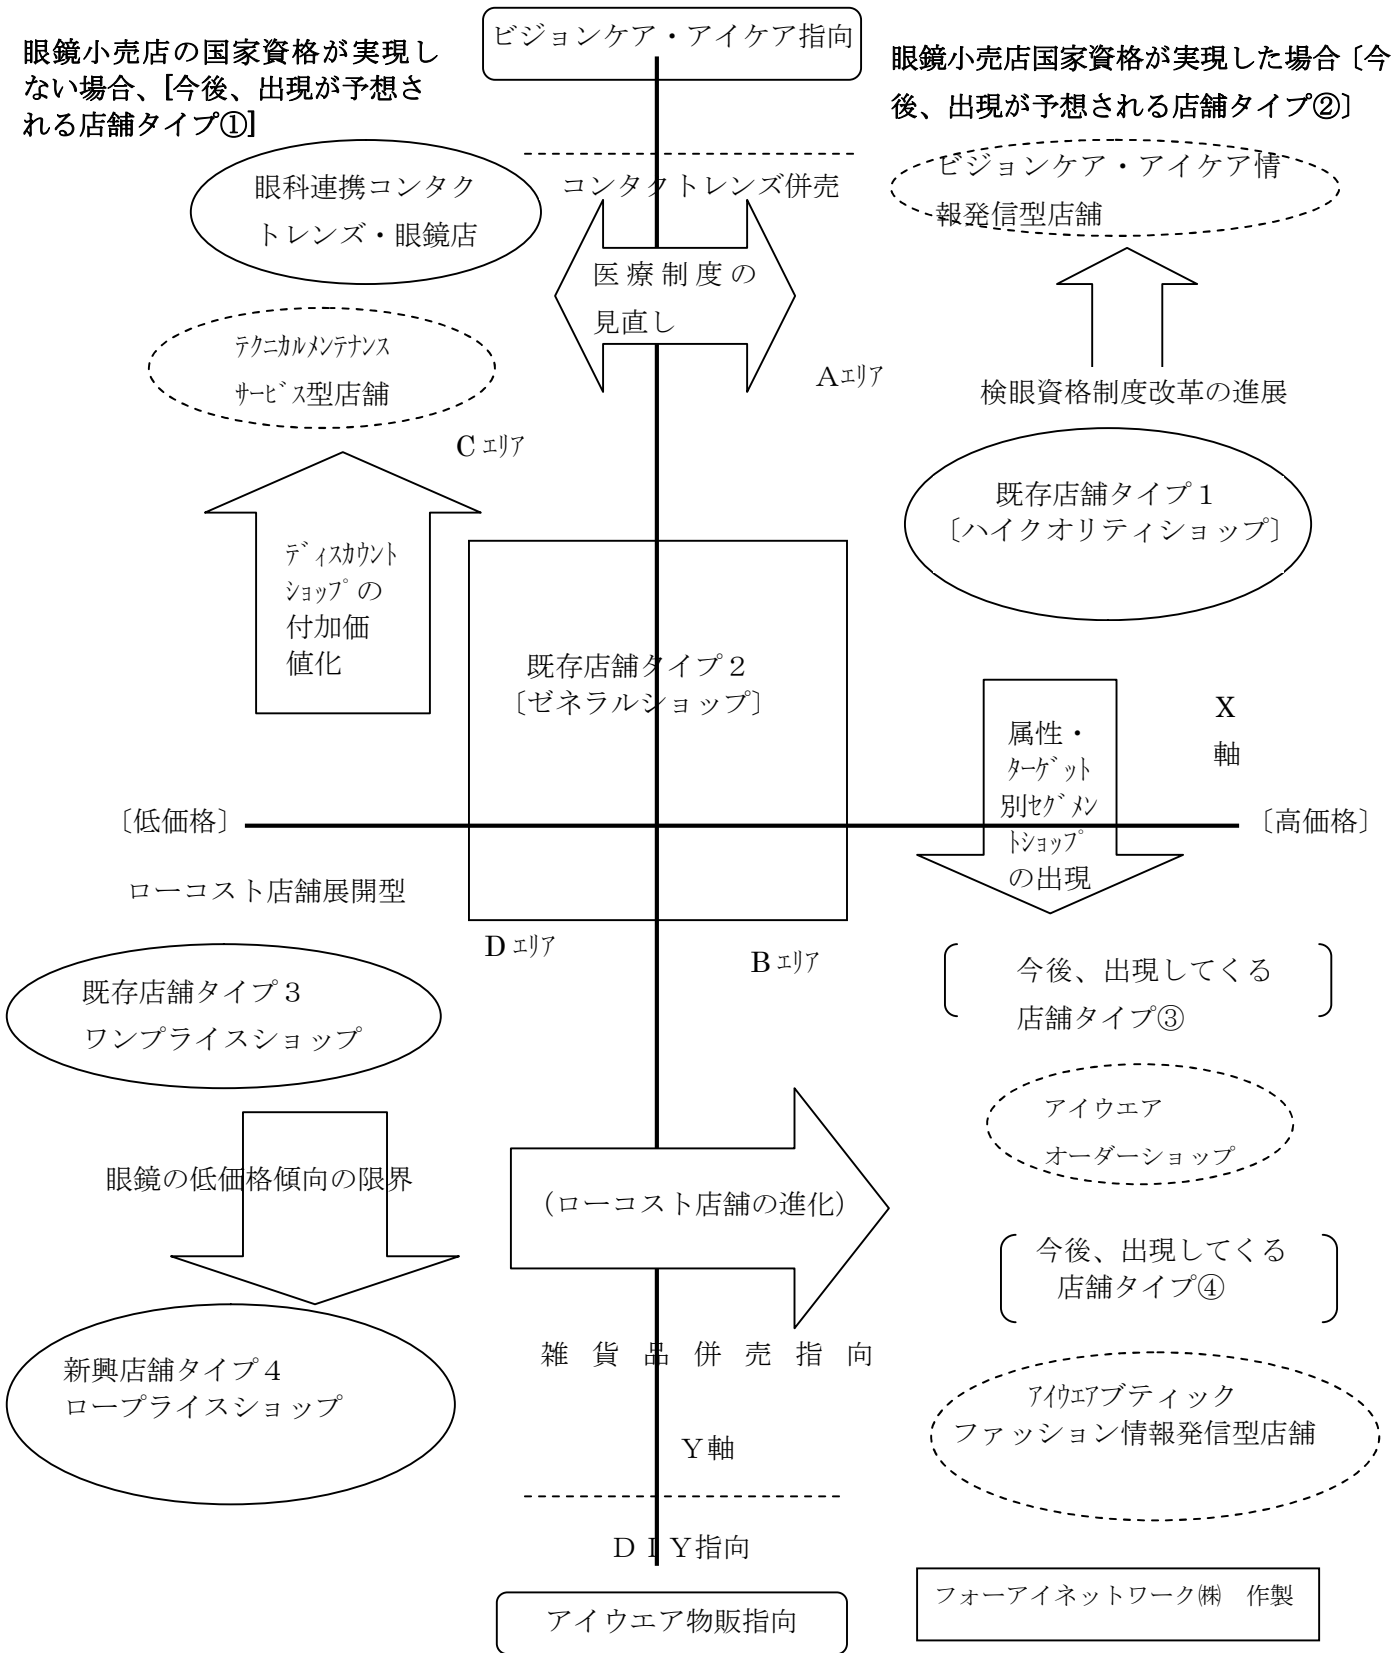 ビジョンケア・アイケア指向
眼鏡小売店の国家資格が実現し
ない場合、[今後、出現が予想さ
れる店舗タイプ①]
眼鏡小売店国家資格が実現した場合〔今
後、出現が予想される店舗タイプ②〕
眼科連携コンタク
トレンズ・眼鏡店
コンタクトレンズ併売
ビジョンケア・アイケア情
報発信型店舗
医療制度の
見直し
テクニカルメンテナンス
サービス型店舗
Aエリア
検眼資格制度改革の進展
Cエリア
既存店舗タイプ1
〔ハイクオリティショップ〕
ディスカウント
ショップの
付加価
値化
既存店舗タイプ2
〔ゼネラルショップ〕
X
軸
属性・
ターゲット
別セグメン
トショップ
の出現
〔低価格〕
〔高価格〕
ローコスト店舗展開型
Dエリア
Bエリア
既存店舗タイプ3
ワンプライスショップ
今後、出現してくる
店舗タイプ③
アイウエア
オーダーショップ
眼鏡の低価格傾向の限界
(ローコスト店舗の進化)
今後、出現してくる
店舗タイプ④
雑貨品併売指向
新興店舗タイプ4
ロープライスショップ
アイウエアブティック
ファッション情報発信型店舗
Y軸
DIY指向
アイウエア物販指向
フォーアイネットワーク㈱　作製